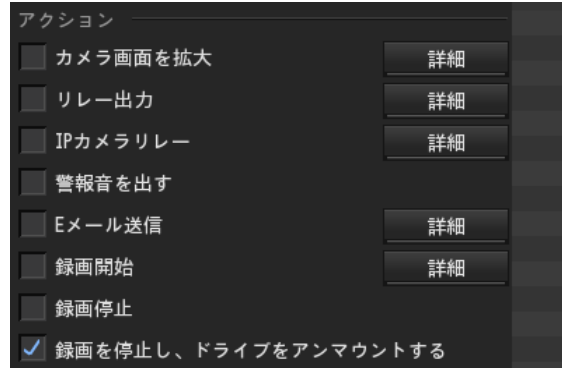 アクション
カメラ画面を拡大 詳細
リレー出力 詳細
IPカメラリレー 詳細
警報音を出す
Eメール送信 詳細
録画開始 詳細
録画停止
録画を停止し、ドライブをアンマウントする